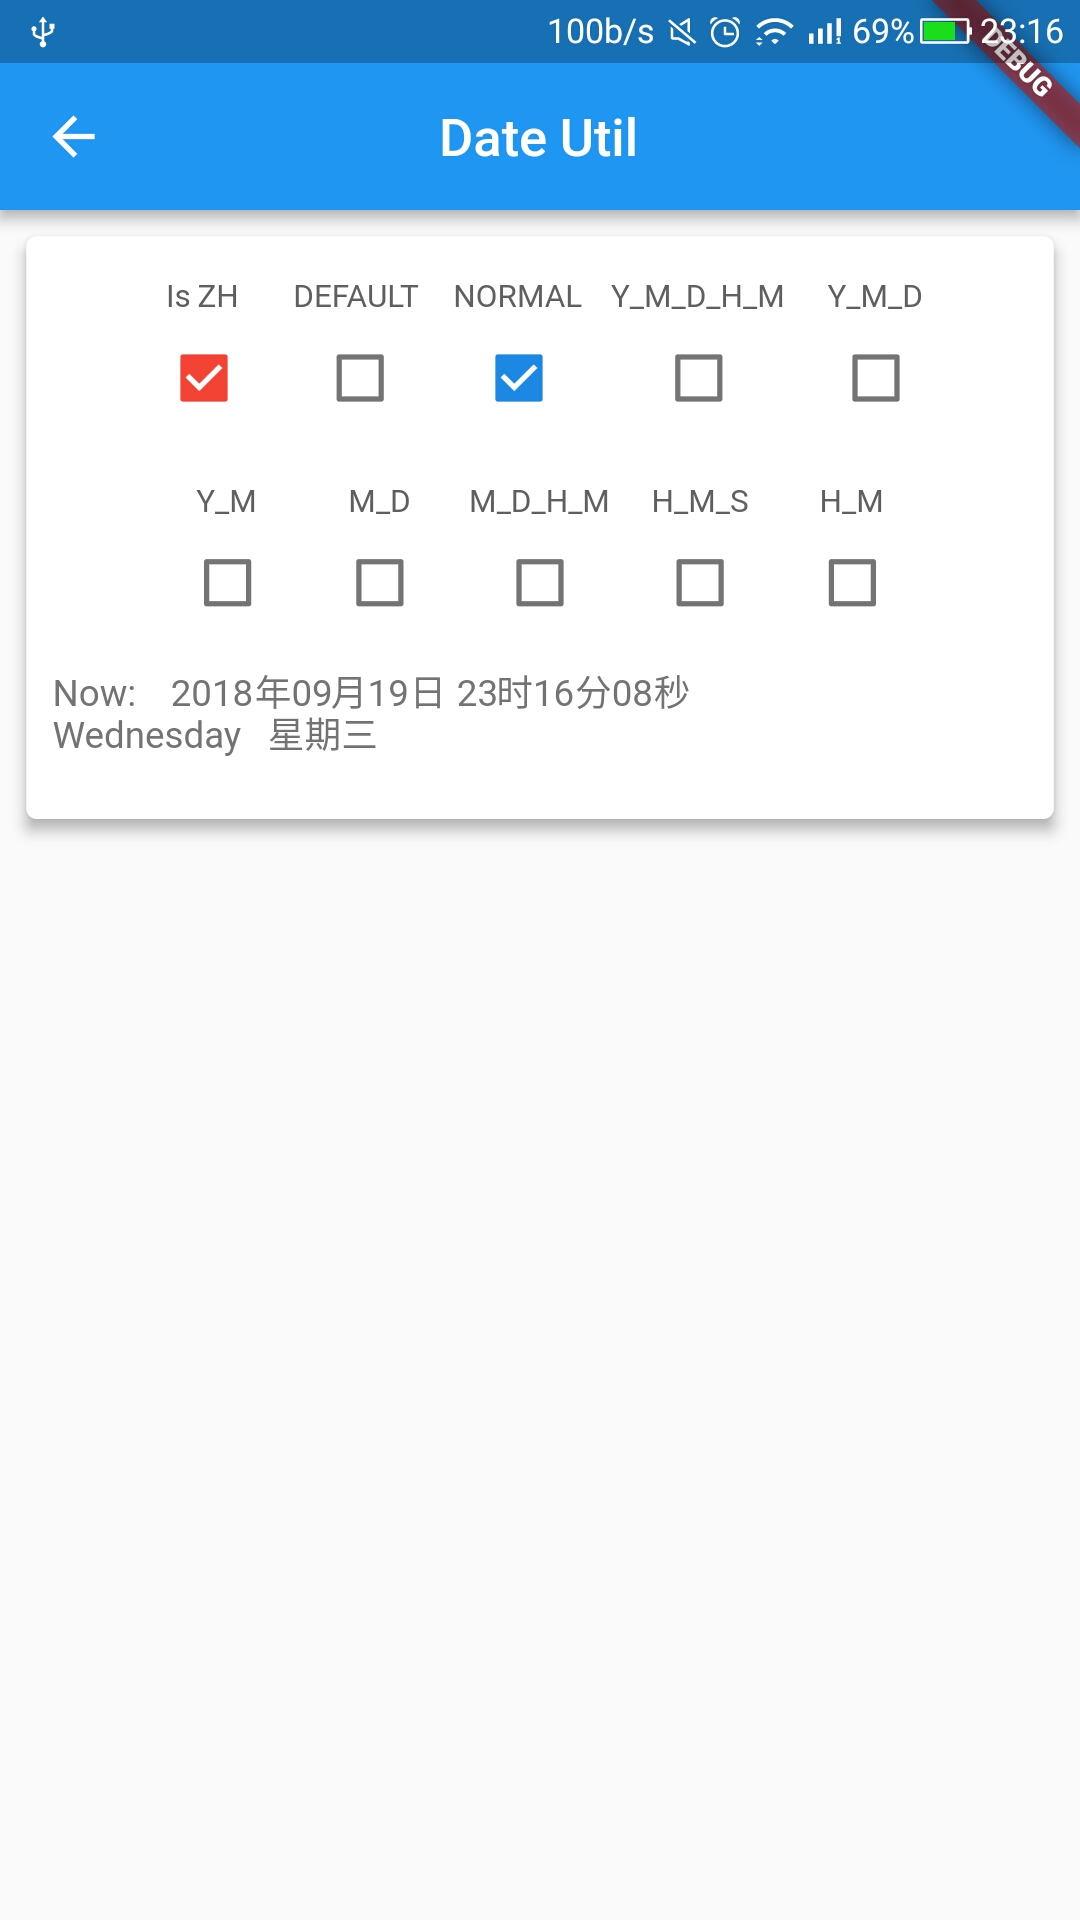 100b/s 69% 23:16
DEBUG
Date Util
Is ZH DEFAULT NORMAL Y_M_D_H_M Y_M_D
Y_M M_D M_D_H_M H_M_S H_M
Now: 2018年09月19日 23时16分08秒
Wednesday 星期三